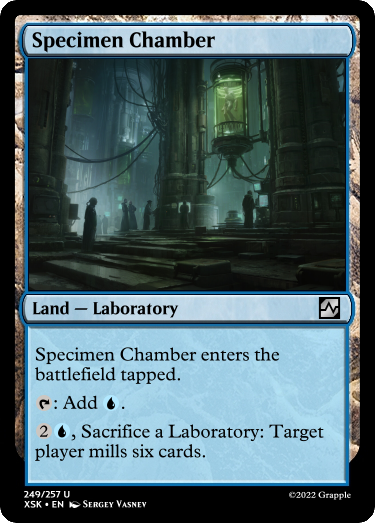 Specimen Chamber
Land — Laboratory
Specimen Chamber enters the
battlefield tapped.
: Add .
2 , Sacrifice a Laboratory: Target
player mills six cards.
249/257 U
XSK • EN Sergey Vasnev
©2022 Grapple